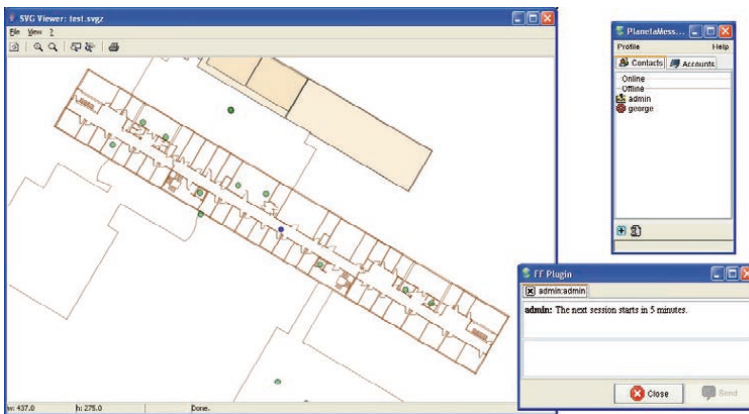 SVG Viewer: test.svgz
File View ?
w: 437.0 h: 275.0 Done.
PlanetaMess...
Profile Help
Contacts Accounts
Online
Offline
admin
george
FF Plugin
admin:admin
admin: The next session starts in 5 minutes.
Close Send